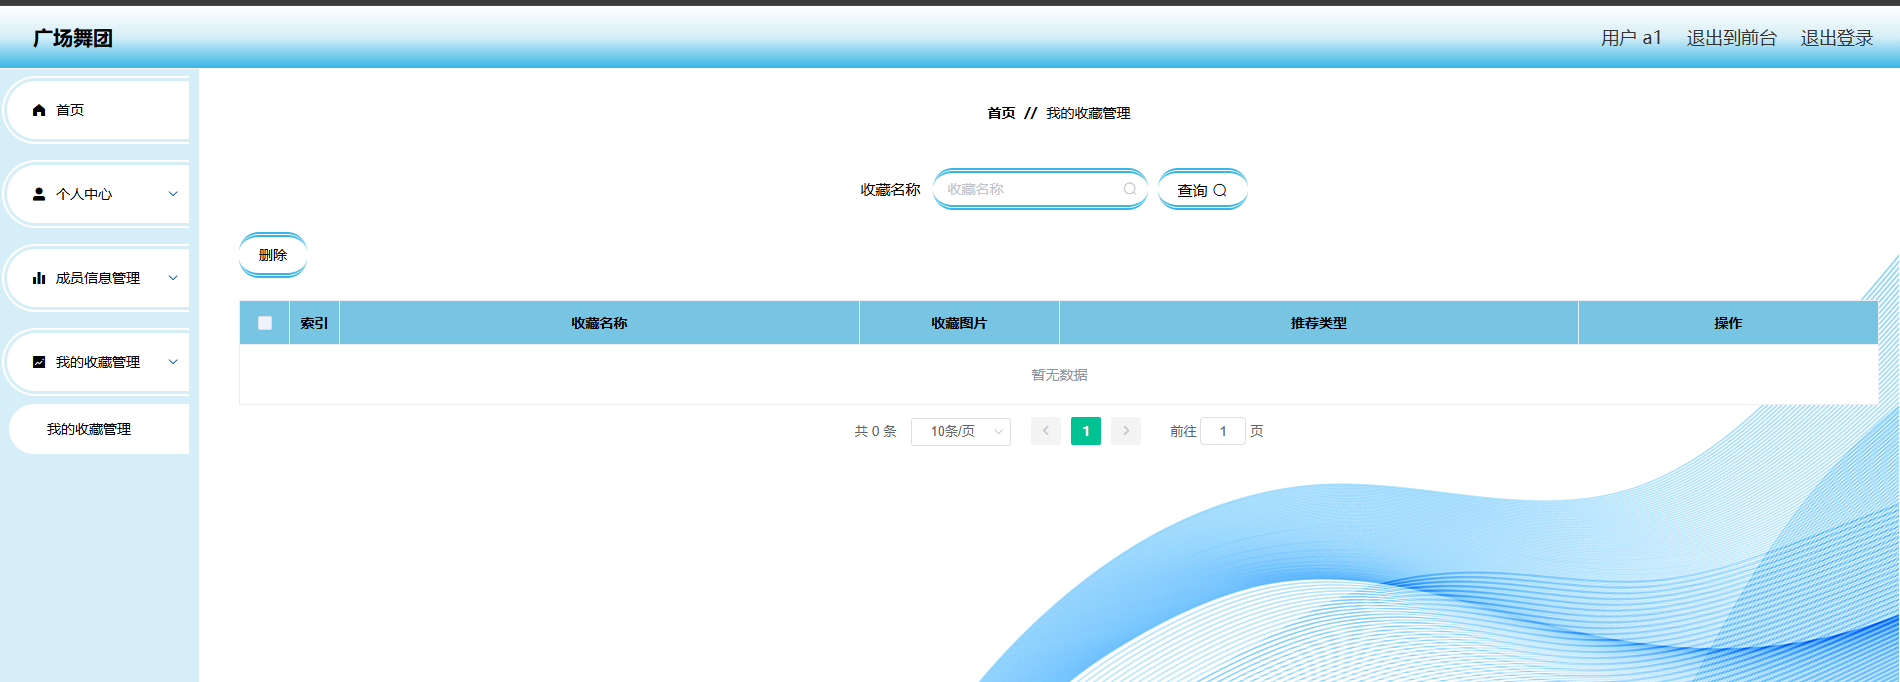 广场舞团
用户 a1 退出到前台 退出登录
首页
个人中心
成员信息管理
我的收藏管理
我的收藏管理
首页 // 我的收藏管理
收藏名称 收藏名称 查询
删除
索引 收藏名称 收藏图片 推荐类型 操作
暂无数据
共 0 条 10条/页 1 前往 1 页